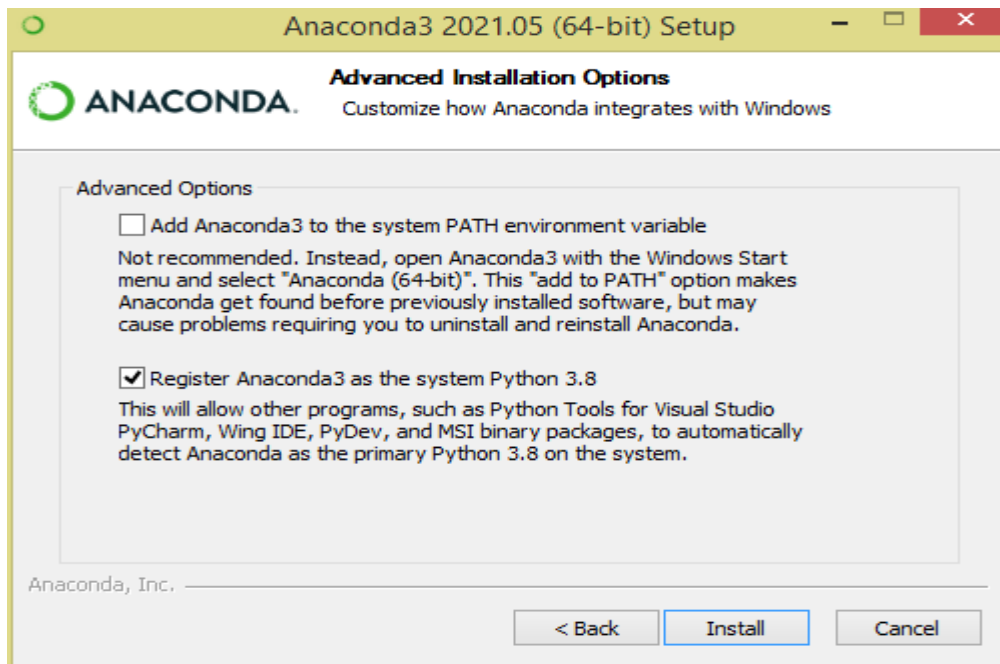 Anaconda3 2021.05 (64-bit) Setup
ANACONDA.
Advanced Installation Options
Customize how Anaconda integrates with Windows
Advanced Options
Add Anaconda3 to the system PATH environment variable
Not recommended. Instead, open Anaconda3 with the Windows Start
menu and select "Anaconda (64-bit)". This "add to PATH" option makes
Anaconda get found before previously installed software, but may
cause problems requiring you to uninstall and reinstall Anaconda.
Register Anaconda3 as the system Python 3.8
This will allow other programs, such as Python Tools for Visual Studio
PyCharm, Wing IDE, PyDev, and MSI binary packages, to automatically
detect Anaconda as the primary Python 3.8 on the system.
Anaconda, Inc.
< Back
Install
Cancel